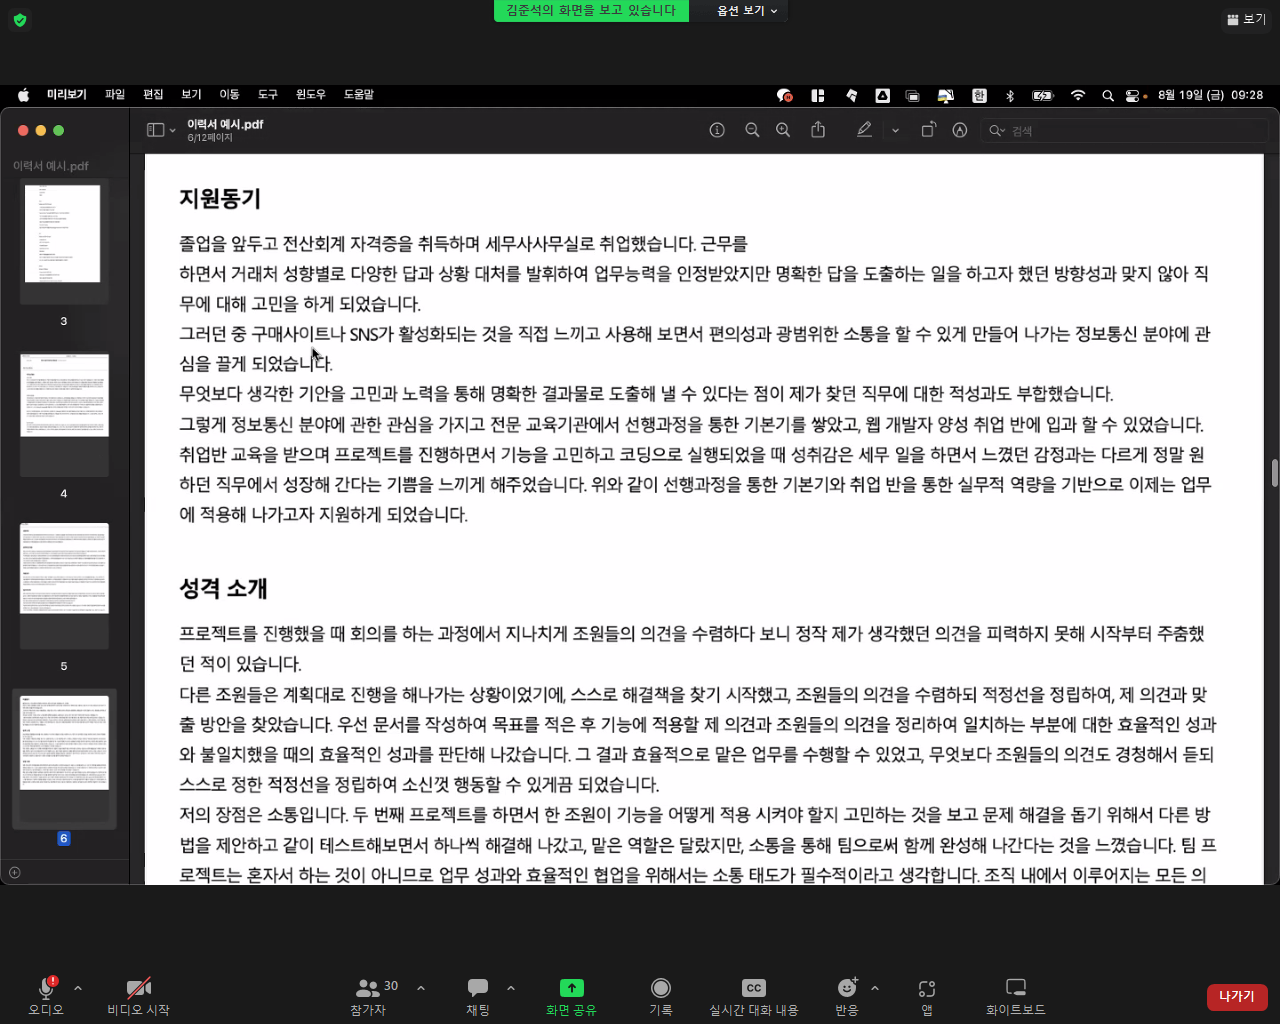 김준석의 화면을 보고 있습니다
옵션 보기
보기
미리보기 파일 편집 보기 이동 도구 윈도우 도움말
한
8월 19일 (금) 09:28
이력서 예시.pdf
6/12페이지
검색
이력서 예시.pdf
3
4
5
6
지원동기
졸업을 앞두고 전산회계 자격증을 취득하며 세무사사무실로 취업했습니다. 근무를
하면서 거래처 성향별로 다양한 답과 상황 대처를 발휘하여 업무능력을 인정받았지만 명확한 답을 도출하는 일을 하고자 했던 방향성과 맞지 않아 직
무에 대해 고민을 하게 되었습니다.
그러던 중 구매사이트나 SNS가 활성화되는 것을 직접 느끼고 사용해 보면서 편의성과 광범위한 소통을 할 수 있게 만들어 나가는 정보통신 분야에 관
심을 끌게 되었습니다.
무엇보다 생각한 기안을 고민과 노력을 통해 명확한 결과물로 도출해 낼 수 있다는 점이 제가 찾던 직무에 대한 적성과도 부합했습니다.
그렇게 정보통신 분야에 관한 관심을 가지고 전문 교육기관에서 선행과정을 통한 기본기를 쌓았고, 웹 개발자 양성 취업 반에 입과 할 수 있었습니다.
취업반 교육을 받으며 프로젝트를 진행하면서 기능을 고민하고 코딩으로 실행되었을 때 성취감은 세무 일을 하면서 느꼈던 감정과는 다르게 정말 원
하던 직무에서 성장해 간다는 기쁨을 느끼게 해주었습니다. 위와 같이 선행과정을 통한 기본기와 취업 반을 통한 실무적 역량을 기반으로 이제는 업무
에 적용해 나가고자 지원하게 되었습니다.
성격 소개
프로젝트를 진행했을 때 회의를 하는 과정에서 지나치게 조원들의 의견을 수렴하다 보니 정작 제가 생각했던 의견을 피력하지 못해 시작부터 주춤했
던 적이 있습니다.
다른 조원들은 계획대로 진행을 해나가는 상황이었기에, 스스로 해결책을 찾기 시작했고, 조원들의 의견을 수렴하되 적정선을 정립하여, 제 의견과 맞
출 방안을 찾았습니다. 우선 문서를 작성하여 목표를 적은 후 기능에 적용할 제 의견과 조원들의 의견을 정리하여 일치하는 부분에 대한 효율적인 성과
와 불일치했을 때의 효율적인 성과를 판단해 나갔습니다. 그 결과 효율적으로 맡은 업무를 수행할 수 있었고, 무엇보다 조원들의 의견도 경청해서 듣되
스스로 정한 적정선을 정립하여 소신껏 행동할 수 있게끔 되었습니다.
저의 장점은 소통입니다. 두 번째 프로젝트를 하면서 한 조원이 기능을 어떻게 적용 시켜야 할지 고민하는 것을 보고 문제 해결을 돕기 위해서 다른 방
법을 제안하고 같이 테스트해보면서 하나씩 해결해 나갔고, 맡은 역할은 달랐지만, 소통을 통해 팀으로써 함께 완성해 나간다는 것을 느꼈습니다. 팀 프
로젝트는 혼자서 하는 것이 아니므로 업무 성과와 효율적인 협업을 위해서는 소통 태도가 필수적이라고 생각합니다. 조직 내에서 이루어지는 모든 의
30
CC
오디오 비디오 시작 참가자 채팅 화면 공유 기록 실시간 대화 내용 반응 앱 화이트보드
나가기